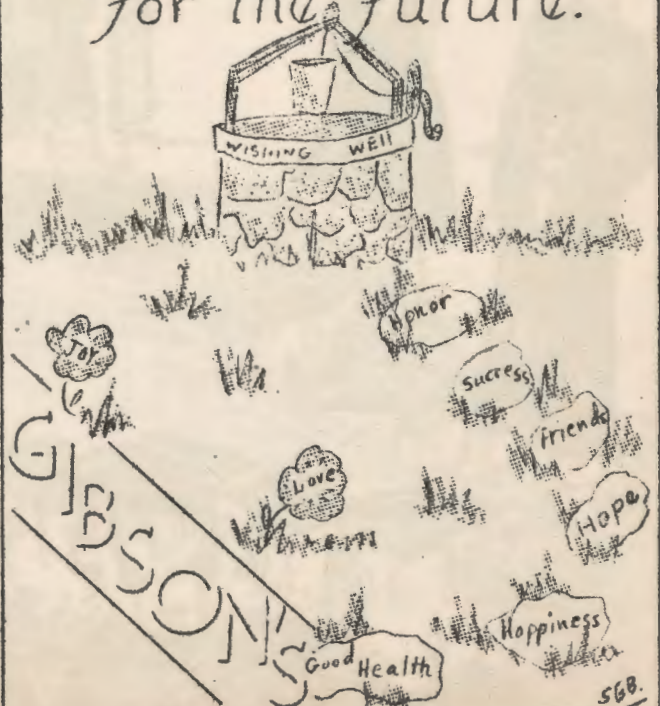 for the future.
WISHING WELL
Honor
Joy
Success
Friends
Love
Hope
GIBSON'S
Happiness
Good Health
SGB.